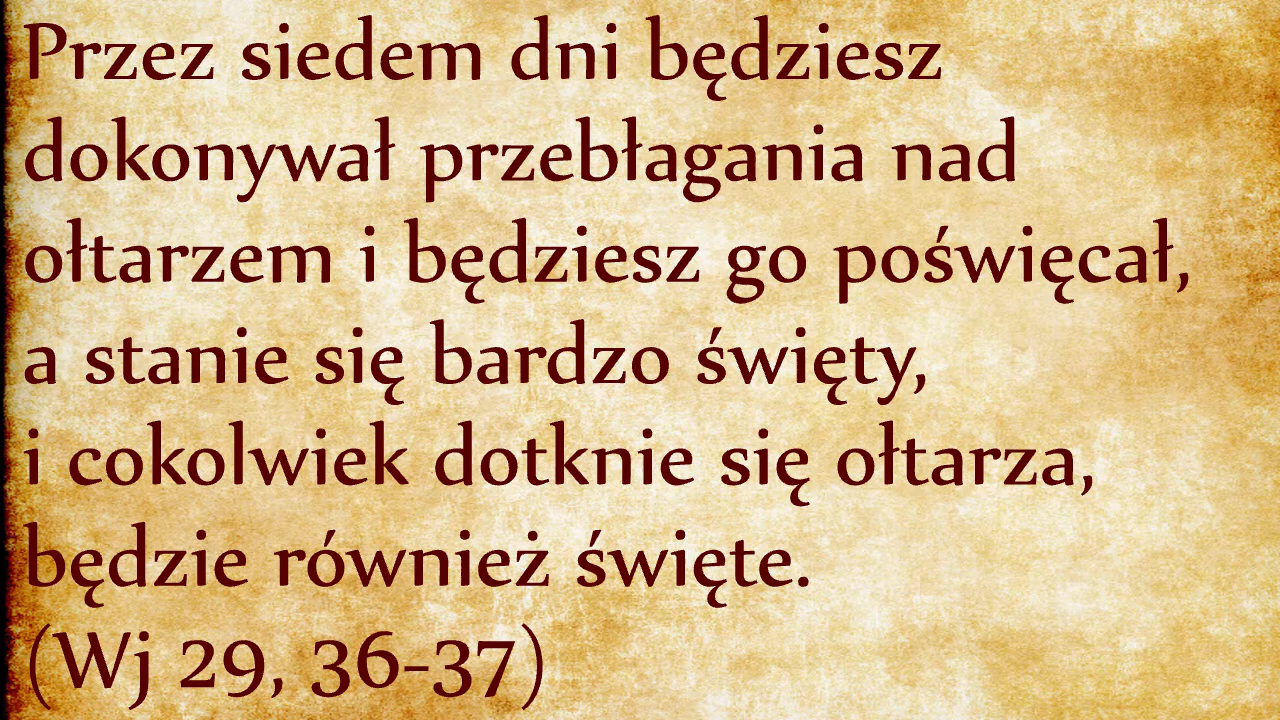 Przez siedem dni będziesz
dokonywał przebłagania nad
ołtarzem i będziesz go poświęcał,
a stanie się bardzo święty,
i cokolwiek dotknie się ołtarza,
będzie również święte.
(Wj 29, 36-37)